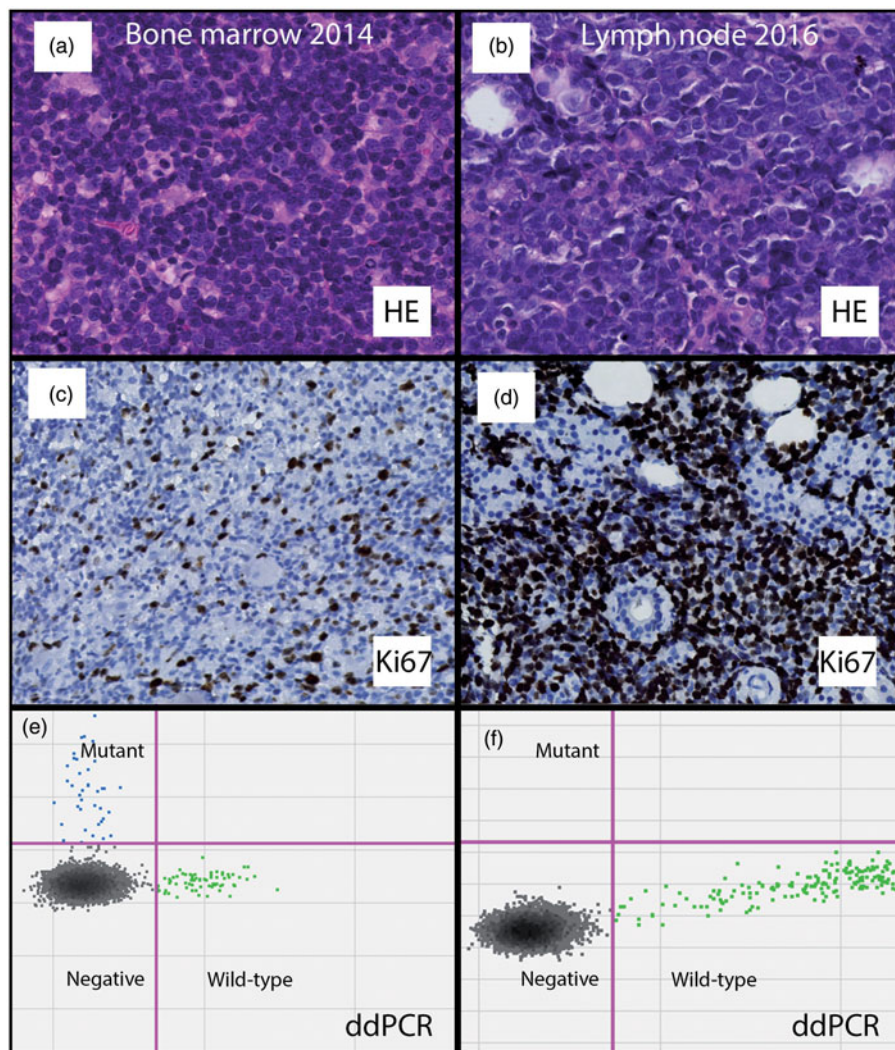 (a)
Bone marrow 2014
HE
(b)
Lymph node 2016
HE
(c)
Ki67
(d)
Ki67
(e)
Mutant
Negative
Wild-type
ddPCR
(f)
Mutant
Negative
Wild-type
ddPCR